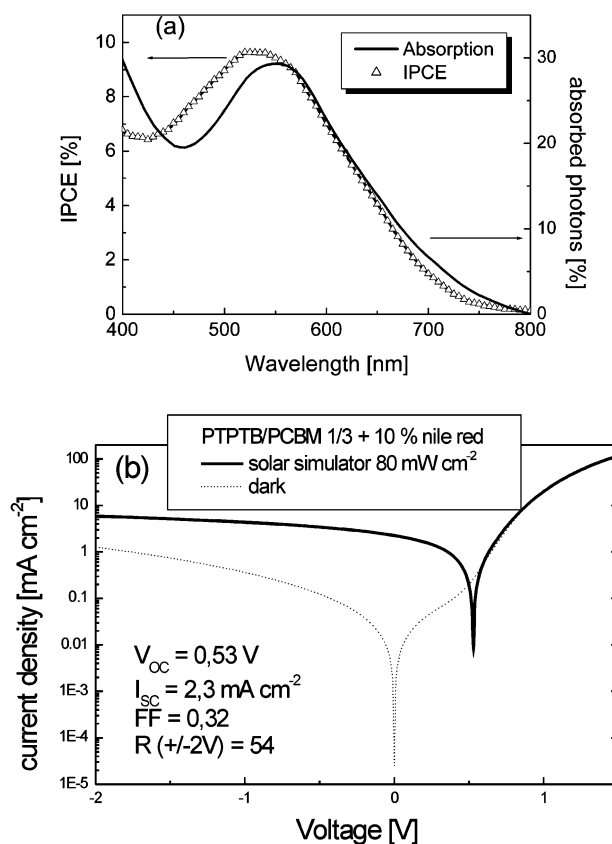 (a)
Absorption
IPCE
10
8
6
4
2
0
IPCE [%]
30
20
10
0
absorbed photons [%]
400 500 600 700 800
Wavelength [nm]
(b)
PTPTB/PCBM 1/3 + 10 % nile red
solar simulator 80 mW cm⁻²
dark
100
10
1
0.1
0.01
1E-3
1E-4
1E-5
current density [mA cm⁻²]
V_OC = 0,53 V
I_SC = 2,3 mA cm⁻²
FF = 0,32
R (+/-2V) = 54
-2 -1 0 1
Voltage [V]